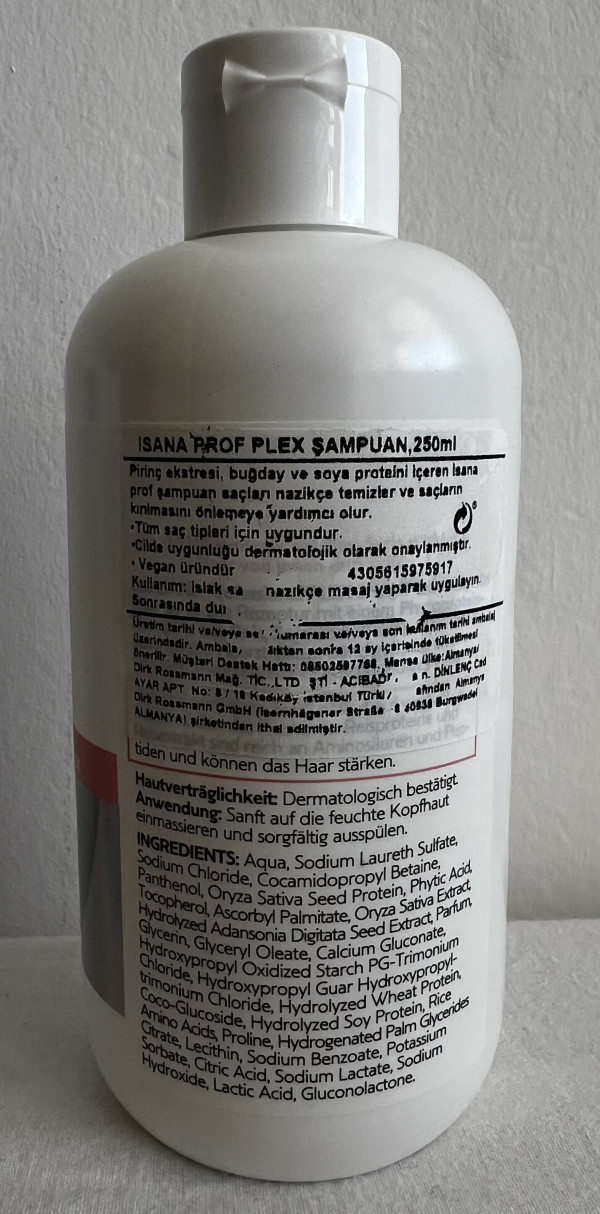 ISANA PROF PLEX ŞAMPUAN,250ml
Pirinç ekstresi, buğday ve soya proteini içeren Isana
prof şampuan saçları nazikçe temizler ve saçların
kırılmasını önlemeye yardımcı olur.
•Tüm saç tipleri için uygundur.
•Cilde uygunluğu dermatolojik olarak onaylanmıştır.
• Vegan üründür 4305615975917
Kullanım: Islak sa nazikçe masaj yaparak uygulayın.
Sonrasında
Üretim tarihi ve/veya numarası ve/veya son kullanım tarihi ambalaj
üzerindedir. sonra 12 ay içerisinde tüketilmesi
önerilir. Müşteri Destek Hattı: Menşe Ülke:Almanya
Dirk Rossmann Mağ. TİC.,LTD ŞTİ - DİNLENÇ Cad
AYAR APT No: 8 / 18 Kadıköy istanbul
Dirk Rossmann GmbH (Isernhägener Straße Burgwedel
ALMANYA) şirketinden ithal edilmiştir.
tiden und können das Haar stärken.
Hautverträglichkeit: Dermatologisch bestätigt.
Anwendung: Sanft auf die feuchte Kopfhaut
einmassieren und sorgfältig ausspülen.
INGREDIENTS: Aqua, Sodium Laureth Sulfate,
Sodium Chloride, Cocamidopropyl Betaine,
Panthenol, Oryza Sativa Seed Protein, Phytic Acid,
Tocopherol, Ascorbyl Palmitate, Oryza Sativa Extract,
Hydrolyzed Adansonia Digitata Seed Extract, Parfum,
Glycerin, Glyceryl Oleate, Calcium Gluconate,
Hydroxypropyl Oxidized Starch PG-Trimonium
Chloride, Hydroxypropyl Guar Hydroxypropyl-
trimonium Chloride, Hydrolyzed Wheat Protein,
Coco-Glucoside, Hydrolyzed Soy Protein, Rice
Amino Acids, Proline, Hydrogenated Palm Glycerides
Citrate, Lecithin, Sodium Benzoate, Potassium
Sorbate, Citric Acid, Sodium Lactate, Sodium
Hydroxide, Lactic Acid, Gluconolactone.